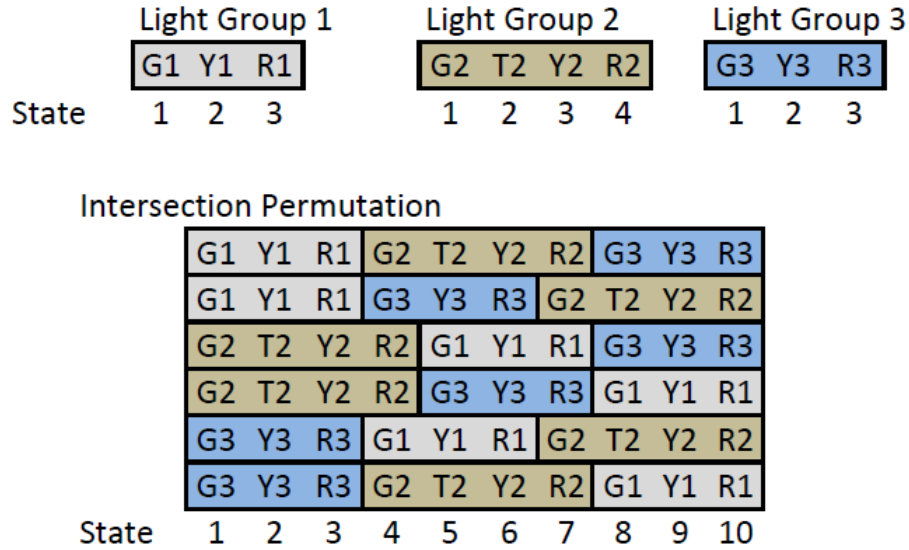 Light Group 1 Light Group 2 Light Group 3
G1 Y1 R1 G2 T2 Y2 R2 G3 Y3 R3
State 1 2 3 1 2 3 4 1 2 3
Intersection Permutation
G1 Y1 R1 G2 T2 Y2 R2 G3 Y3 R3
G1 Y1 R1 G3 Y3 R3 G2 T2 Y2 R2
G2 T2 Y2 R2 G1 Y1 R1 G3 Y3 R3
G2 T2 Y2 R2 G3 Y3 R3 G1 Y1 R1
G3 Y3 R3 G1 Y1 R1 G2 T2 Y2 R2
G3 Y3 R3 G2 T2 Y2 R2 G1 Y1 R1
State 1 2 3 4 5 6 7 8 9 10